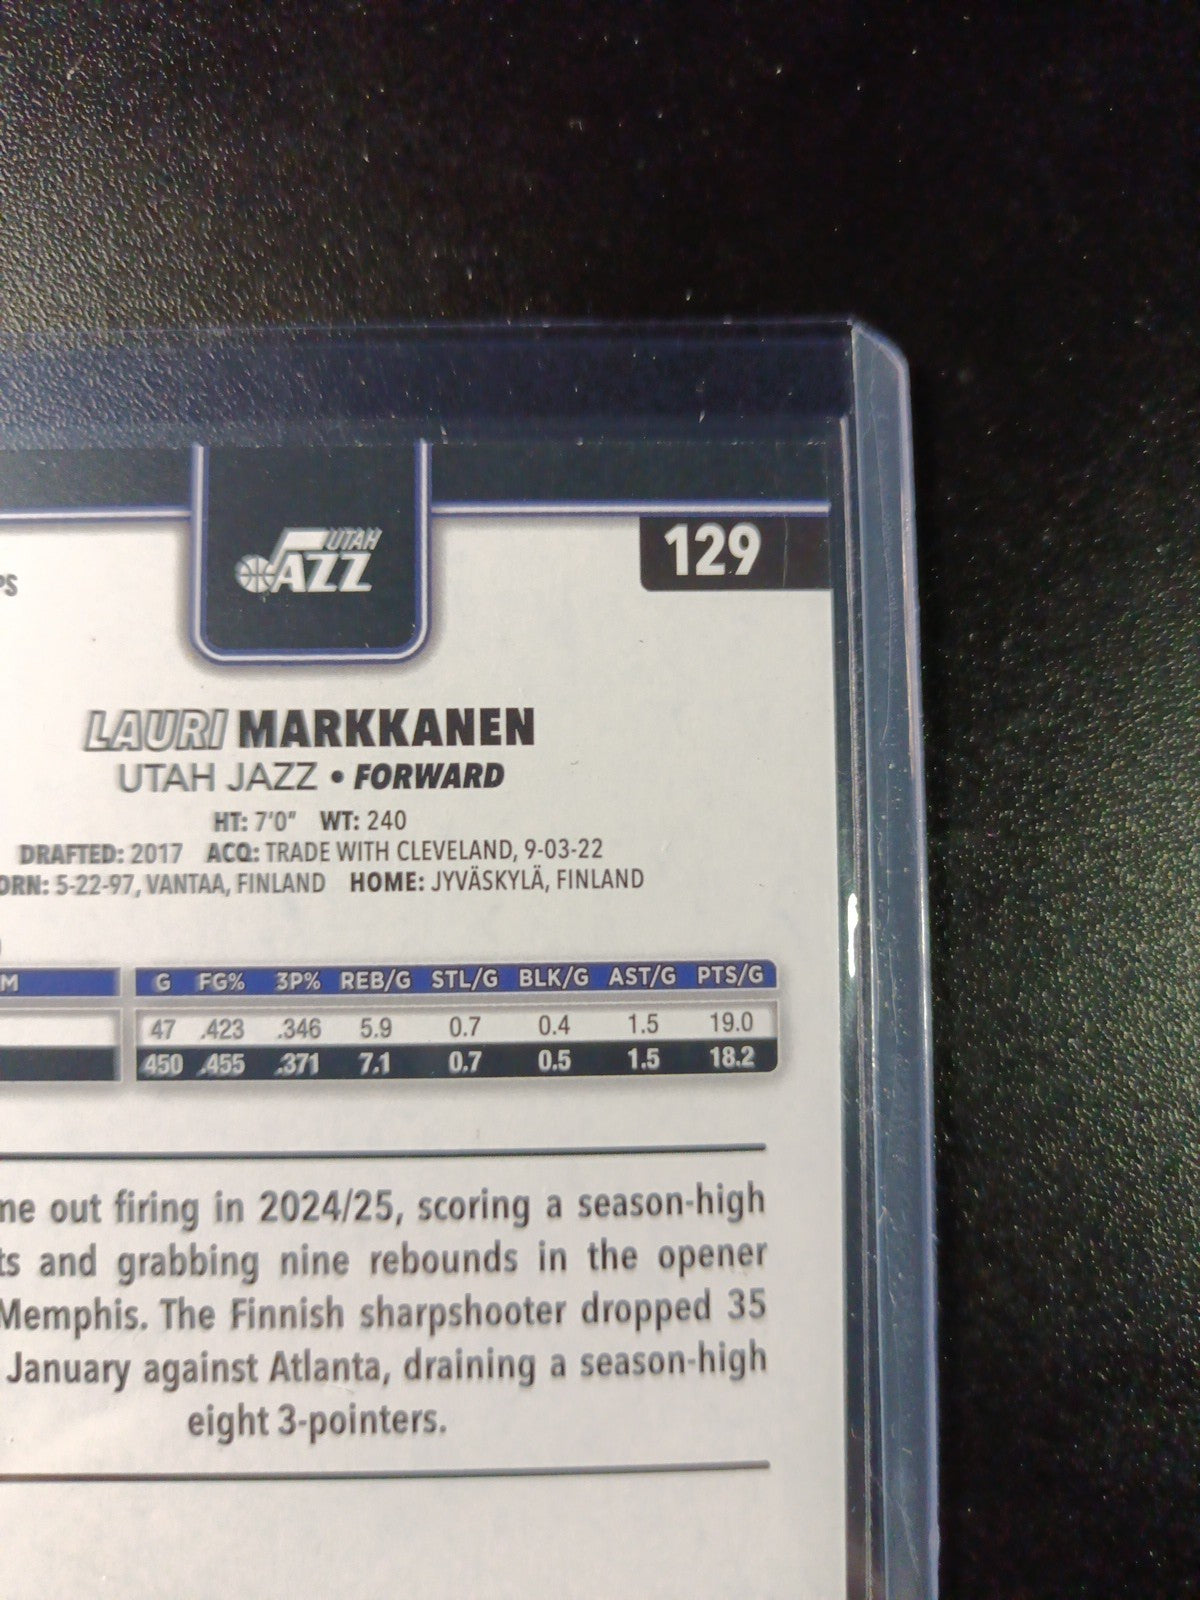 UTAH
JAZZ
129
PS
LAURI MARKKANEN
UTAH JAZZ • FORWARD
HT: 7'0" WT: 240
DRAFTED: 2017 ACQ: TRADE WITH CLEVELAND, 9-03-22
ORN: 5-22-97, VANTAA, FINLAND HOME: JYVÄSKYLÄ, FINLAND
M G FG% 3P% REB/G STL/G BLK/G AST/G PTS/G
47 .423 .346 5.9 0.7 0.4 1.5 19.0
450 .455 .371 7.1 0.7 0.5 1.5 18.2
me out firing in 2024/25, scoring a season-high
ts and grabbing nine rebounds in the opener
Memphis. The Finnish sharpshooter dropped 35
January against Atlanta, draining a season-high
eight 3-pointers.